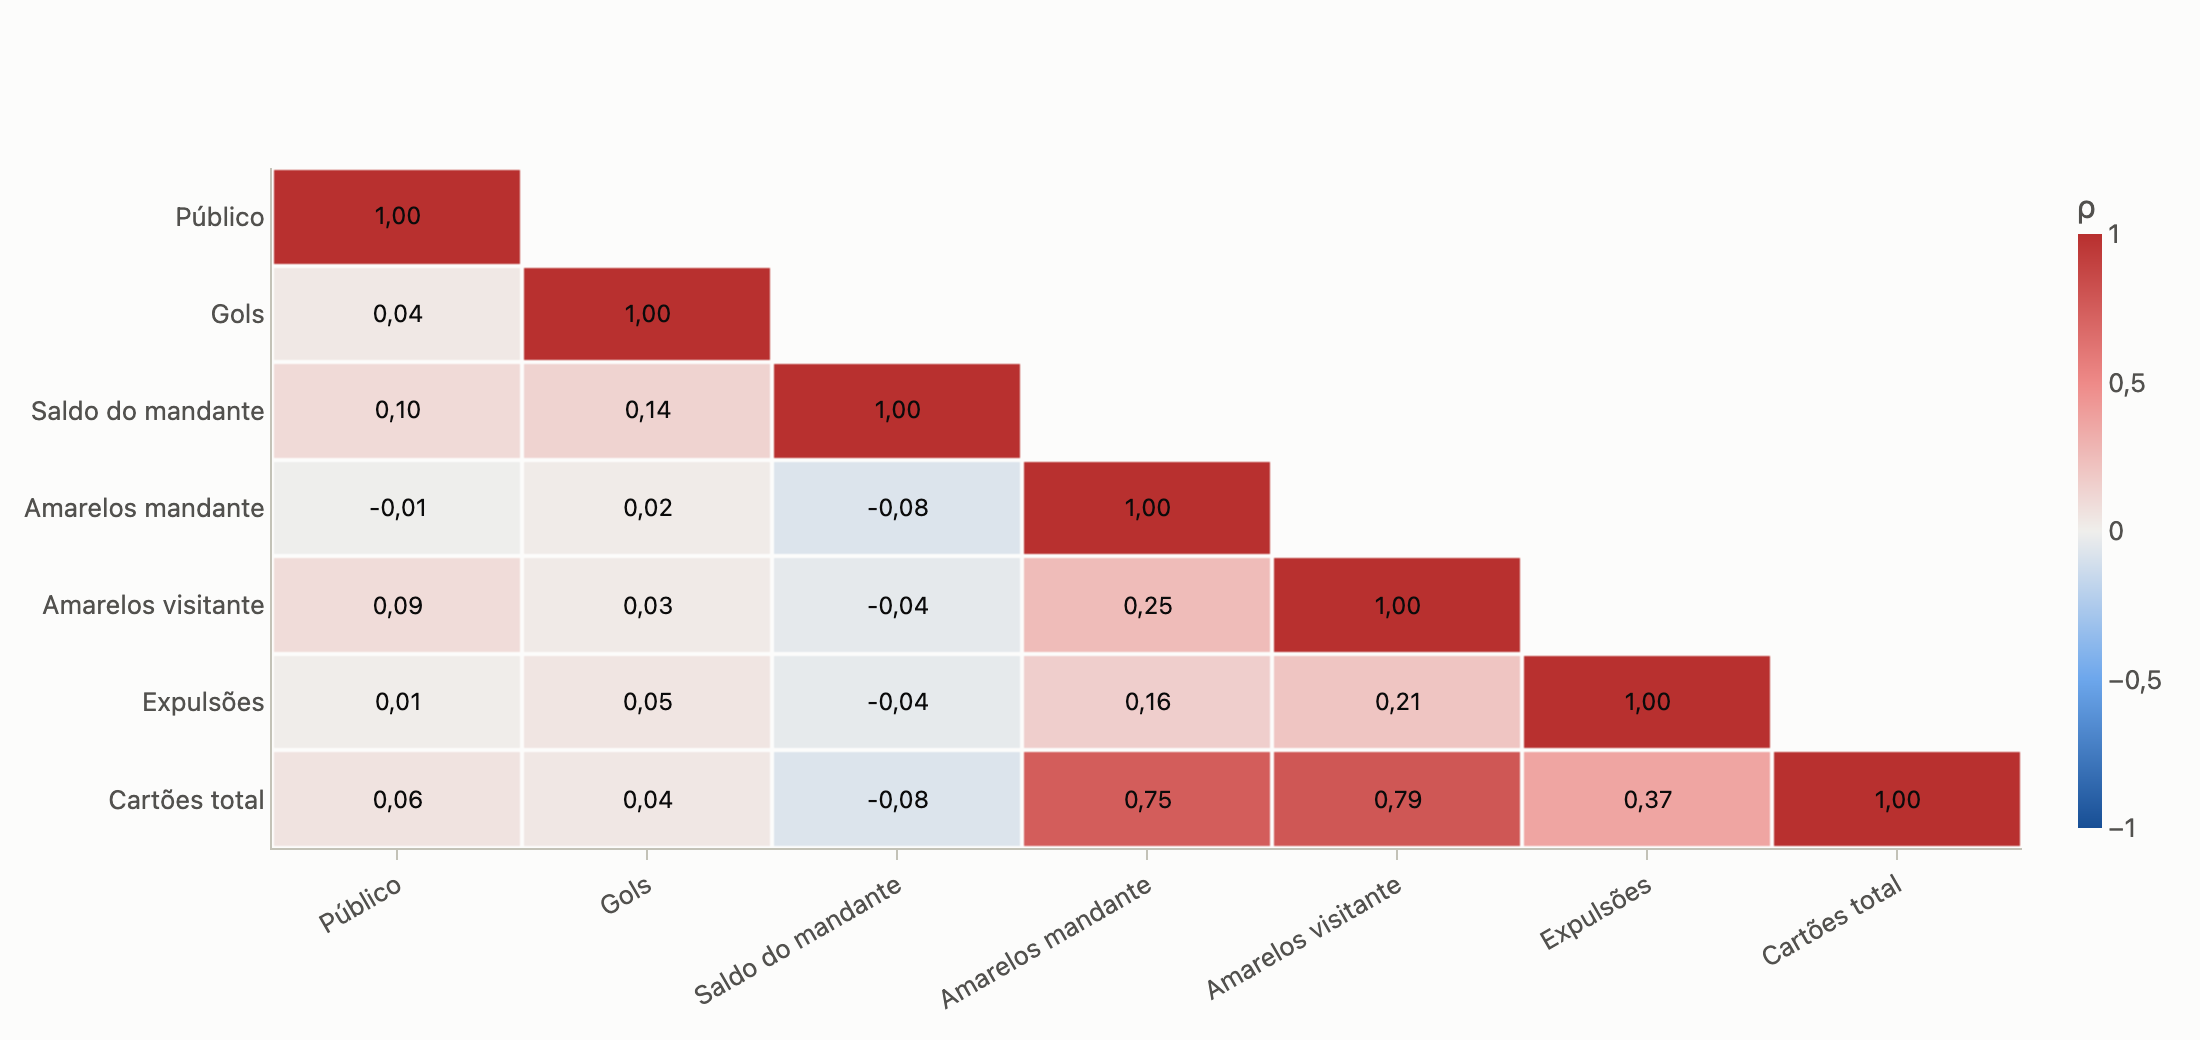 Público 1,00
Gols 0,04 1,00
Saldo do mandante 0,10 0,14 1,00
Amarelos mandante -0,01 0,02 -0,08 1,00
Amarelos visitante 0,09 0,03 -0,04 0,25 1,00
Expulsões 0,01 0,05 -0,04 0,16 0,21 1,00
Cartões total 0,06 0,04 -0,08 0,75 0,79 0,37 1,00
Público
Gols
Saldo do mandante
Amarelos mandante
Amarelos visitante
Expulsões
Cartões total
ρ
1
0,5
0
−0,5
−1